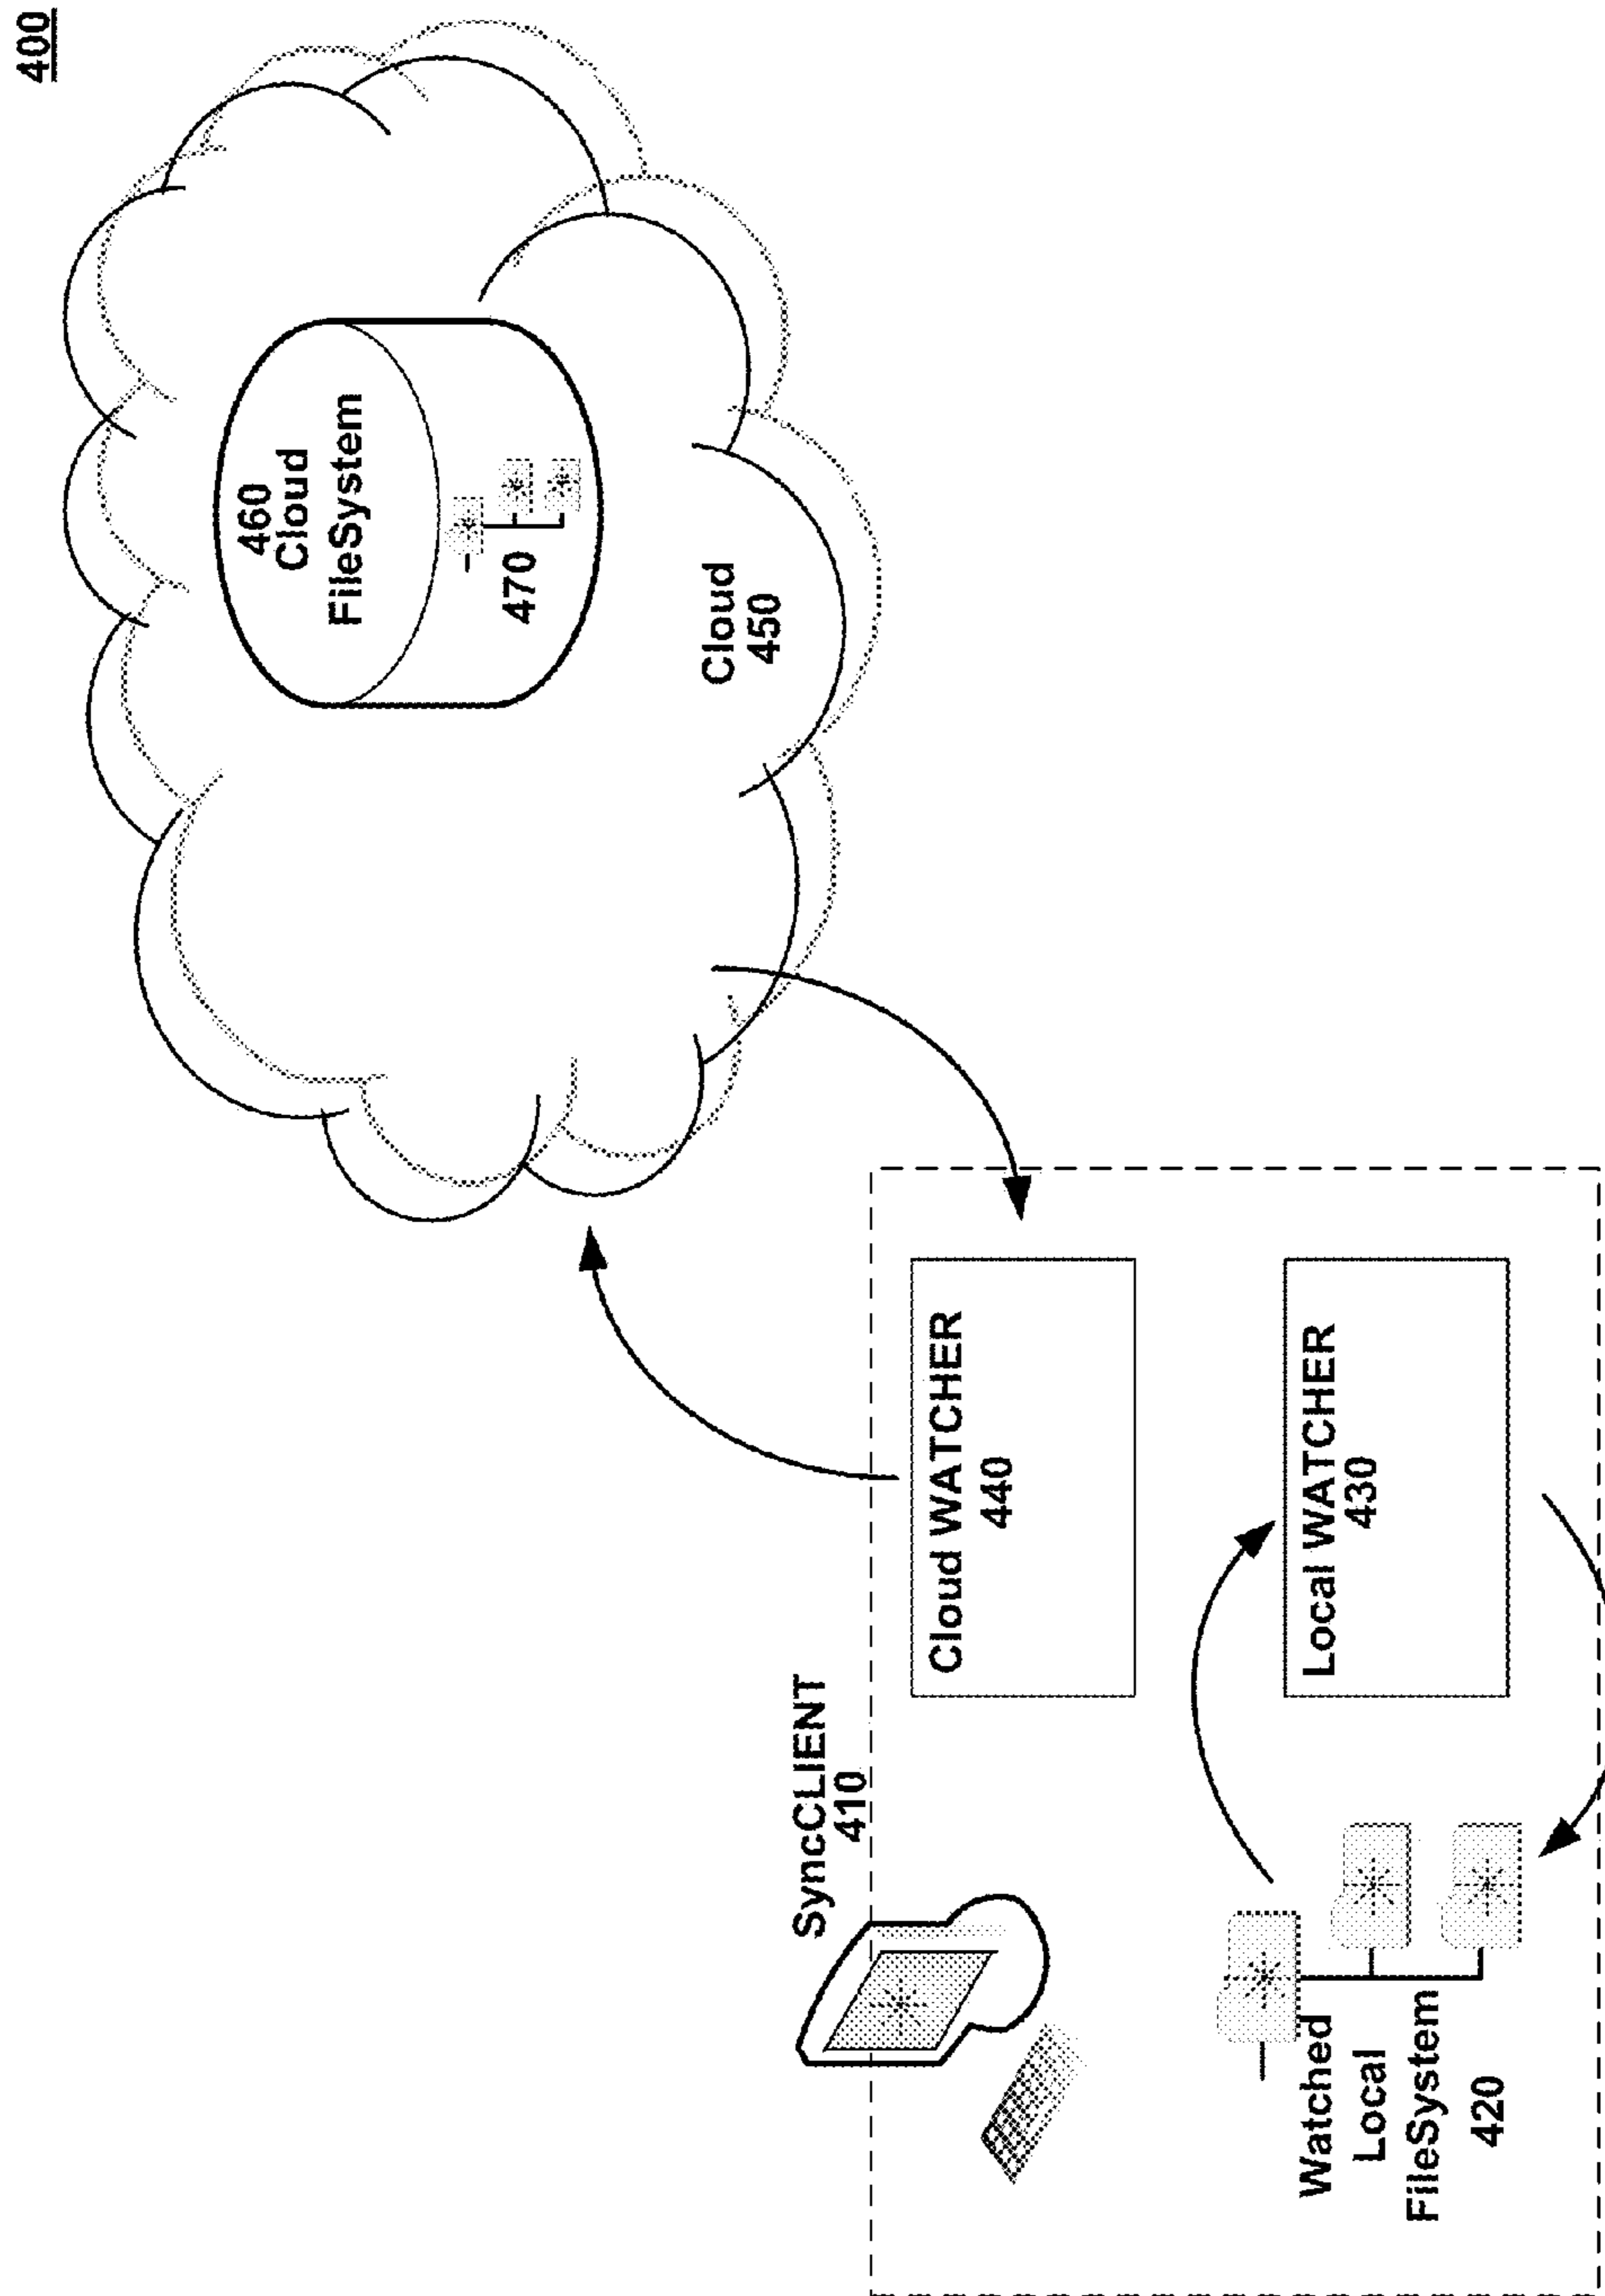 400
460
Cloud
FileSystem
470
Cloud
450
SyncCLIENT
410
Cloud WATCHER
440
Local WATCHER
430
Watched
Local
FileSystem
420